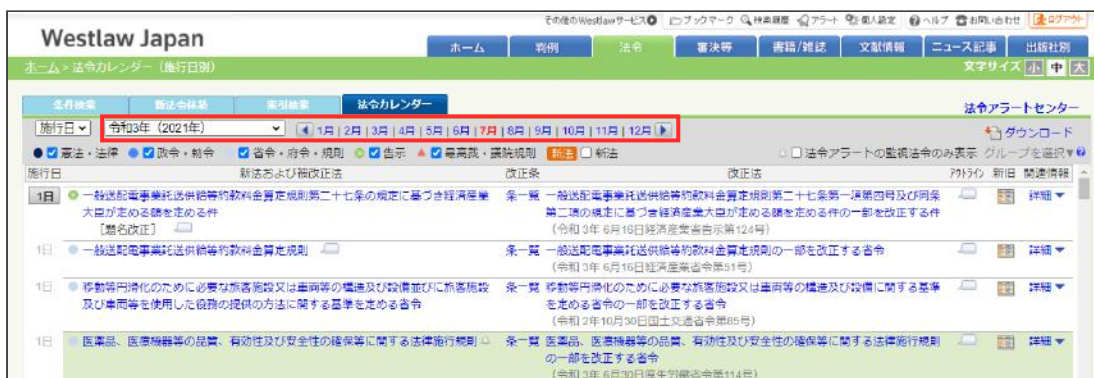 その他のWestlawサービス ブックマーク 検索履歴 アラート 個人設定 ヘルプ お問い合わせ ログアウト
Westlaw Japan
ホーム 判例 法令 審決等 書籍/雑誌 文献情報 ニュース記事 出版社別
ホーム > 法令カレンダー（施行日別） 文字サイズ 小 中 大
条件検索 新法令体系 索引検索 法令カレンダー 法令アラートセンター
施行日 令和3年（2021年） 1月 | 2月 | 3月 | 4月 | 5月 | 6月 | 7月 | 8月 | 9月 | 10月 | 11月 | 12月 ダウンロード
憲法・法律 政令・勅令 省令・府令・規則 告示 最高裁・議院規則 新法 新法 法令アラートの監視法令のみ表示 グループを選択▼
施行日 新法および被改正法 改正条 改正法 アウトライン 新旧 関連情報
1日 一般送配電事業託送供給等約款料金算定規則第二十七条の規定に基づき経済産業 条一覧 一般送配電事業託送供給等約款料金算定規則第二十七条第一項第四号及び同条 詳細▼
大臣が定める額を定める件 第二項の規定に基づき経済産業大臣が定める額を定める件の一部を改正する件
［題名改正］ （令和 3年 6月16日経済産業省告示第124号）
1日 一般送配電事業託送供給等約款料金算定規則 条一覧 一般送配電事業託送供給等約款料金算定規則の一部を改正する省令 詳細▼
（令和 3年 6月16日経済産業省令第51号）
1日 移動等円滑化のために必要な旅客施設又は車両等の構造及び設備並びに旅客施設 条一覧 移動等円滑化のために必要な旅客施設又は車両等の構造及び設備に関する基準 詳細▼
及び車両等を使用した役務の提供の方法に関する基準を定める省令 を定める省令の一部を改正する省令
（令和 2年10月30日国土交通省令第85号）
1日 医薬品、医療機器等の品質、有効性及び安全性の確保等に関する法律施行規則 条一覧 医薬品、医療機器等の品質、有効性及び安全性の確保等に関する法律施行規則 詳細▼
の一部を改正する省令
（令和 3年 6月30日厚生労働省令第114号）